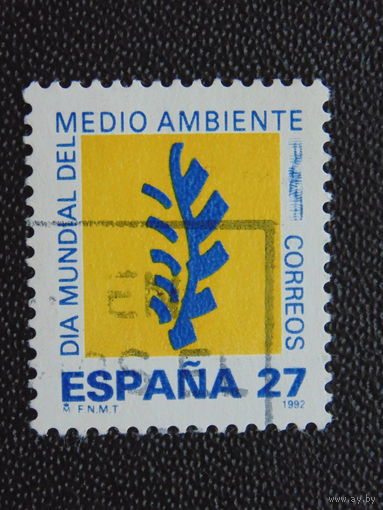 DIA MUNDIAL DEL
MEDIO AMBIENTE
CORREOS
ESPAÑA 27
F.N.M.T. 1992
www.ay.by